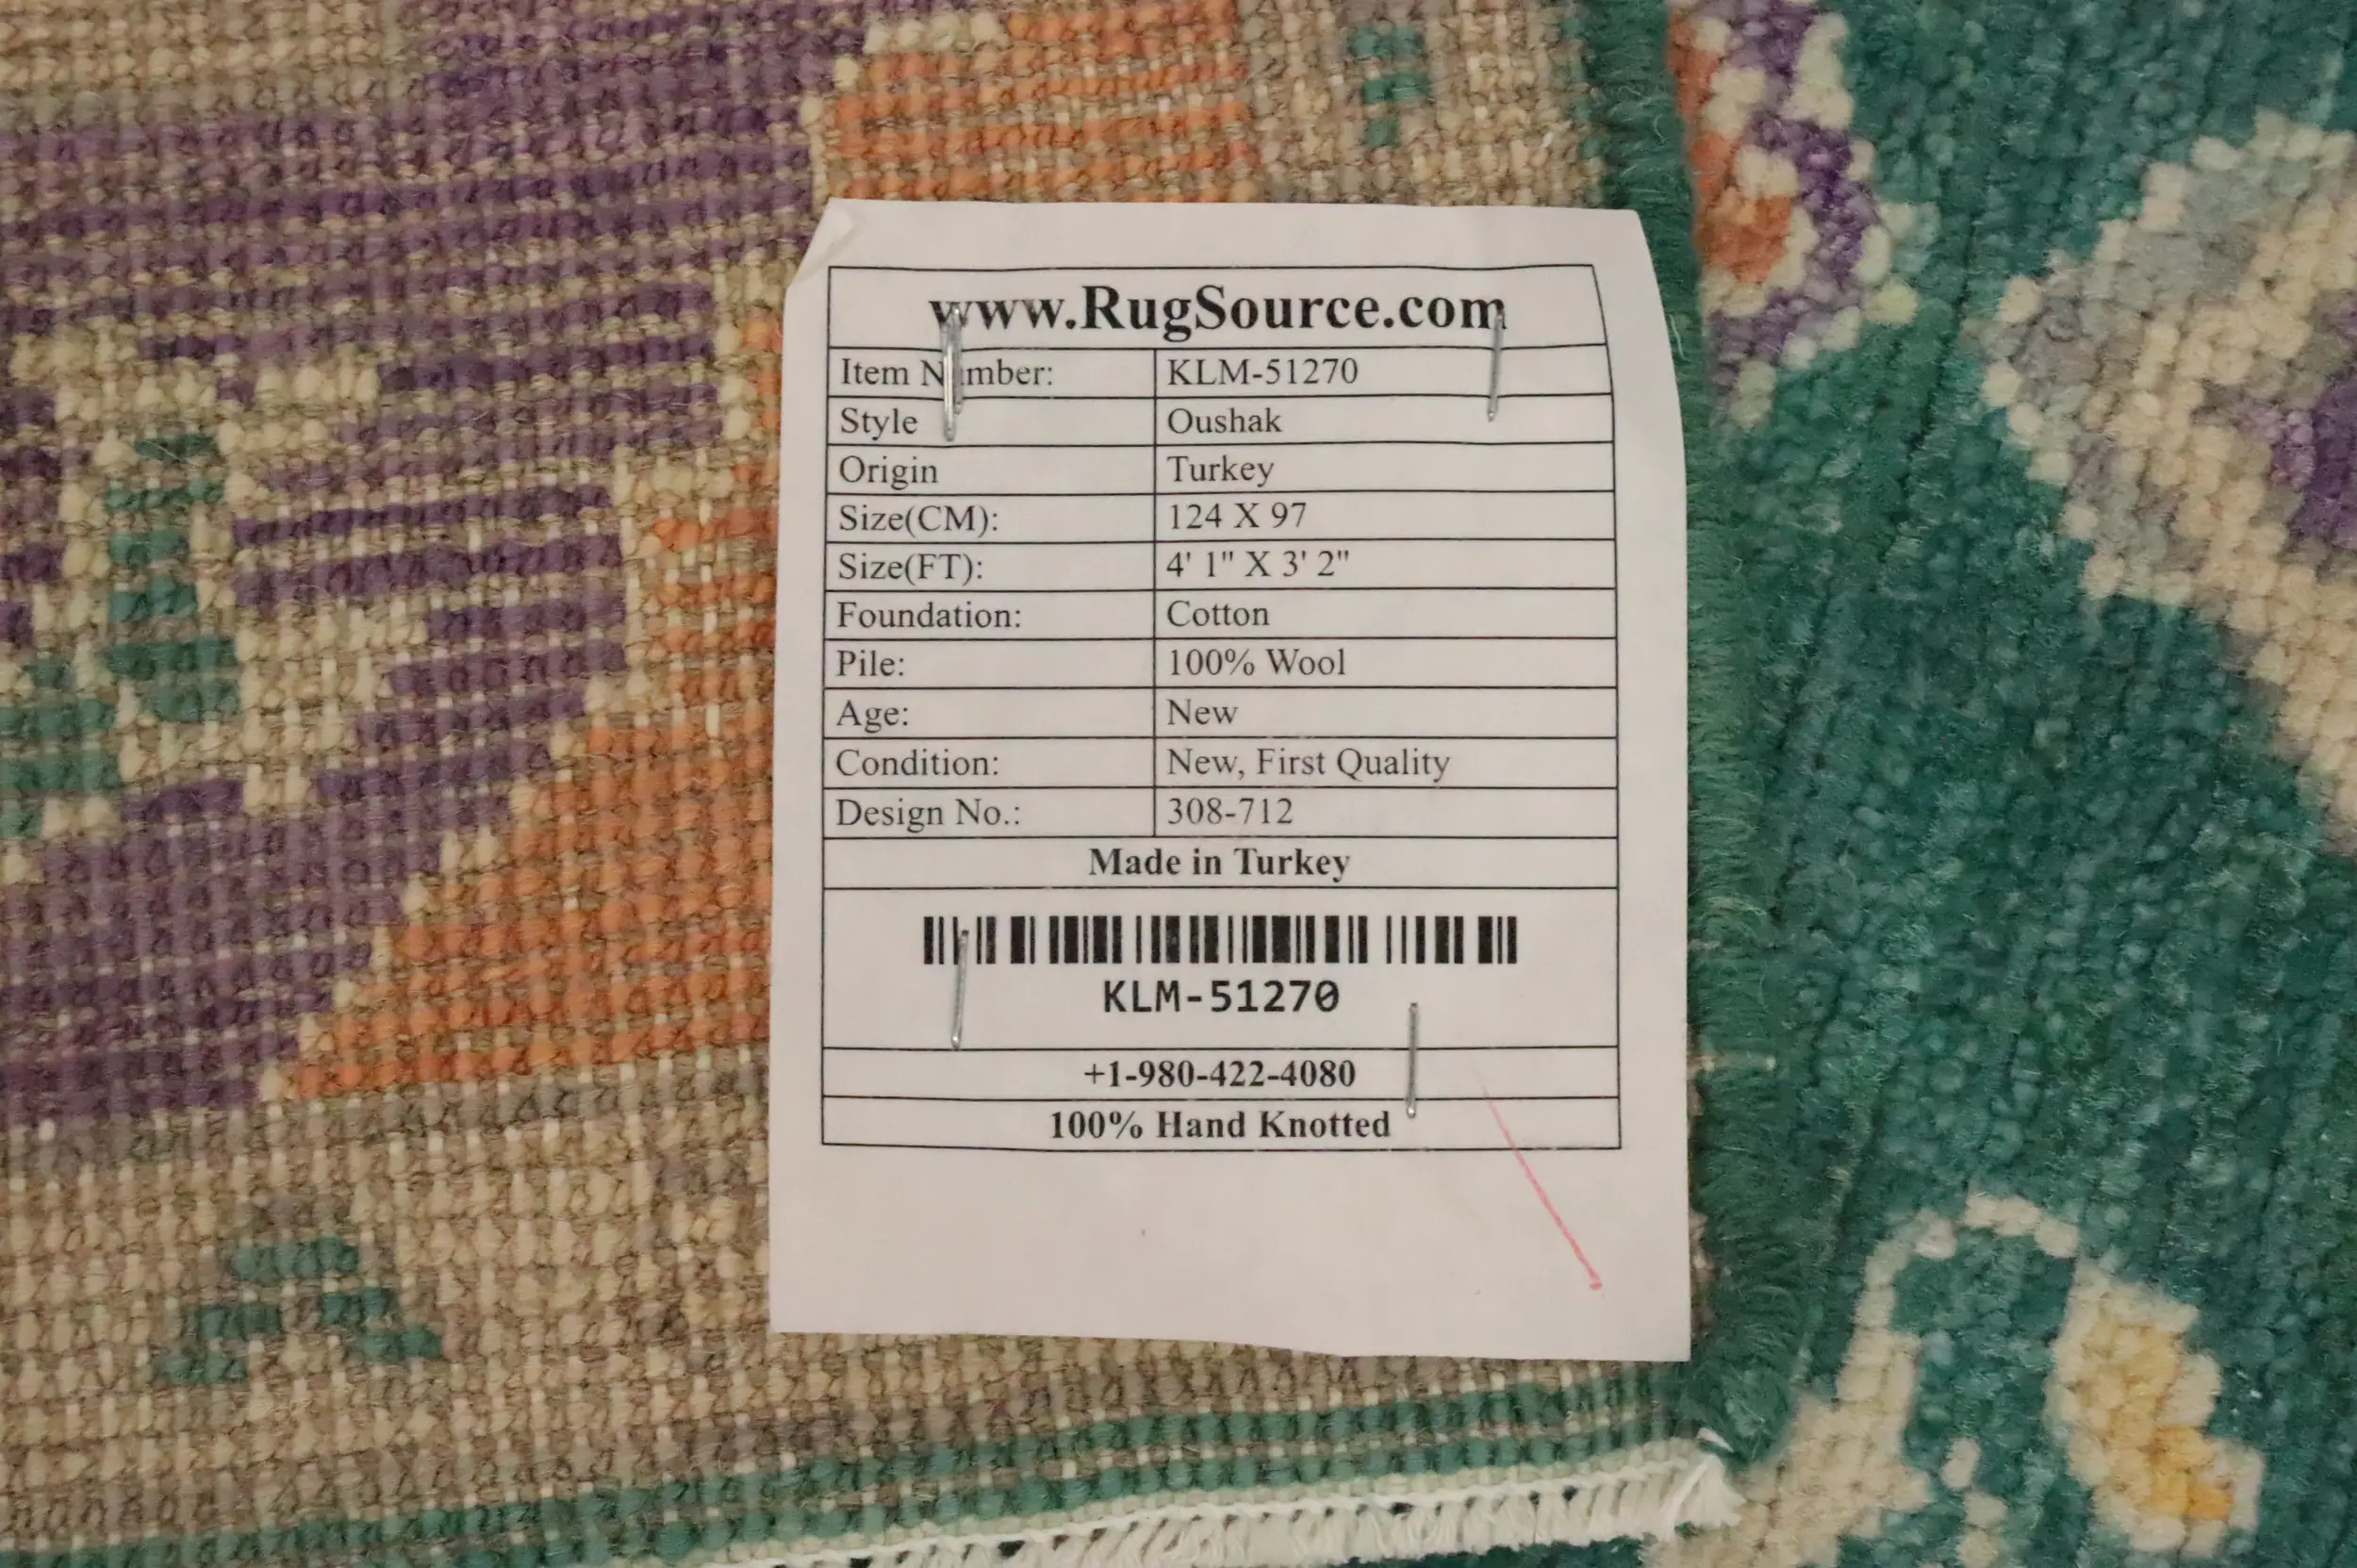 www.RugSource.com
Item Number: KLM-51270
Style Oushak
Origin Turkey
Size(CM): 124 X 97
Size(FT): 4' 1" X 3' 2"
Foundation: Cotton
Pile: 100% Wool
Age: New
Condition: New, First Quality
Design No.: 308-712
Made in Turkey
KLM-51270
+1-980-422-4080
100% Hand Knotted